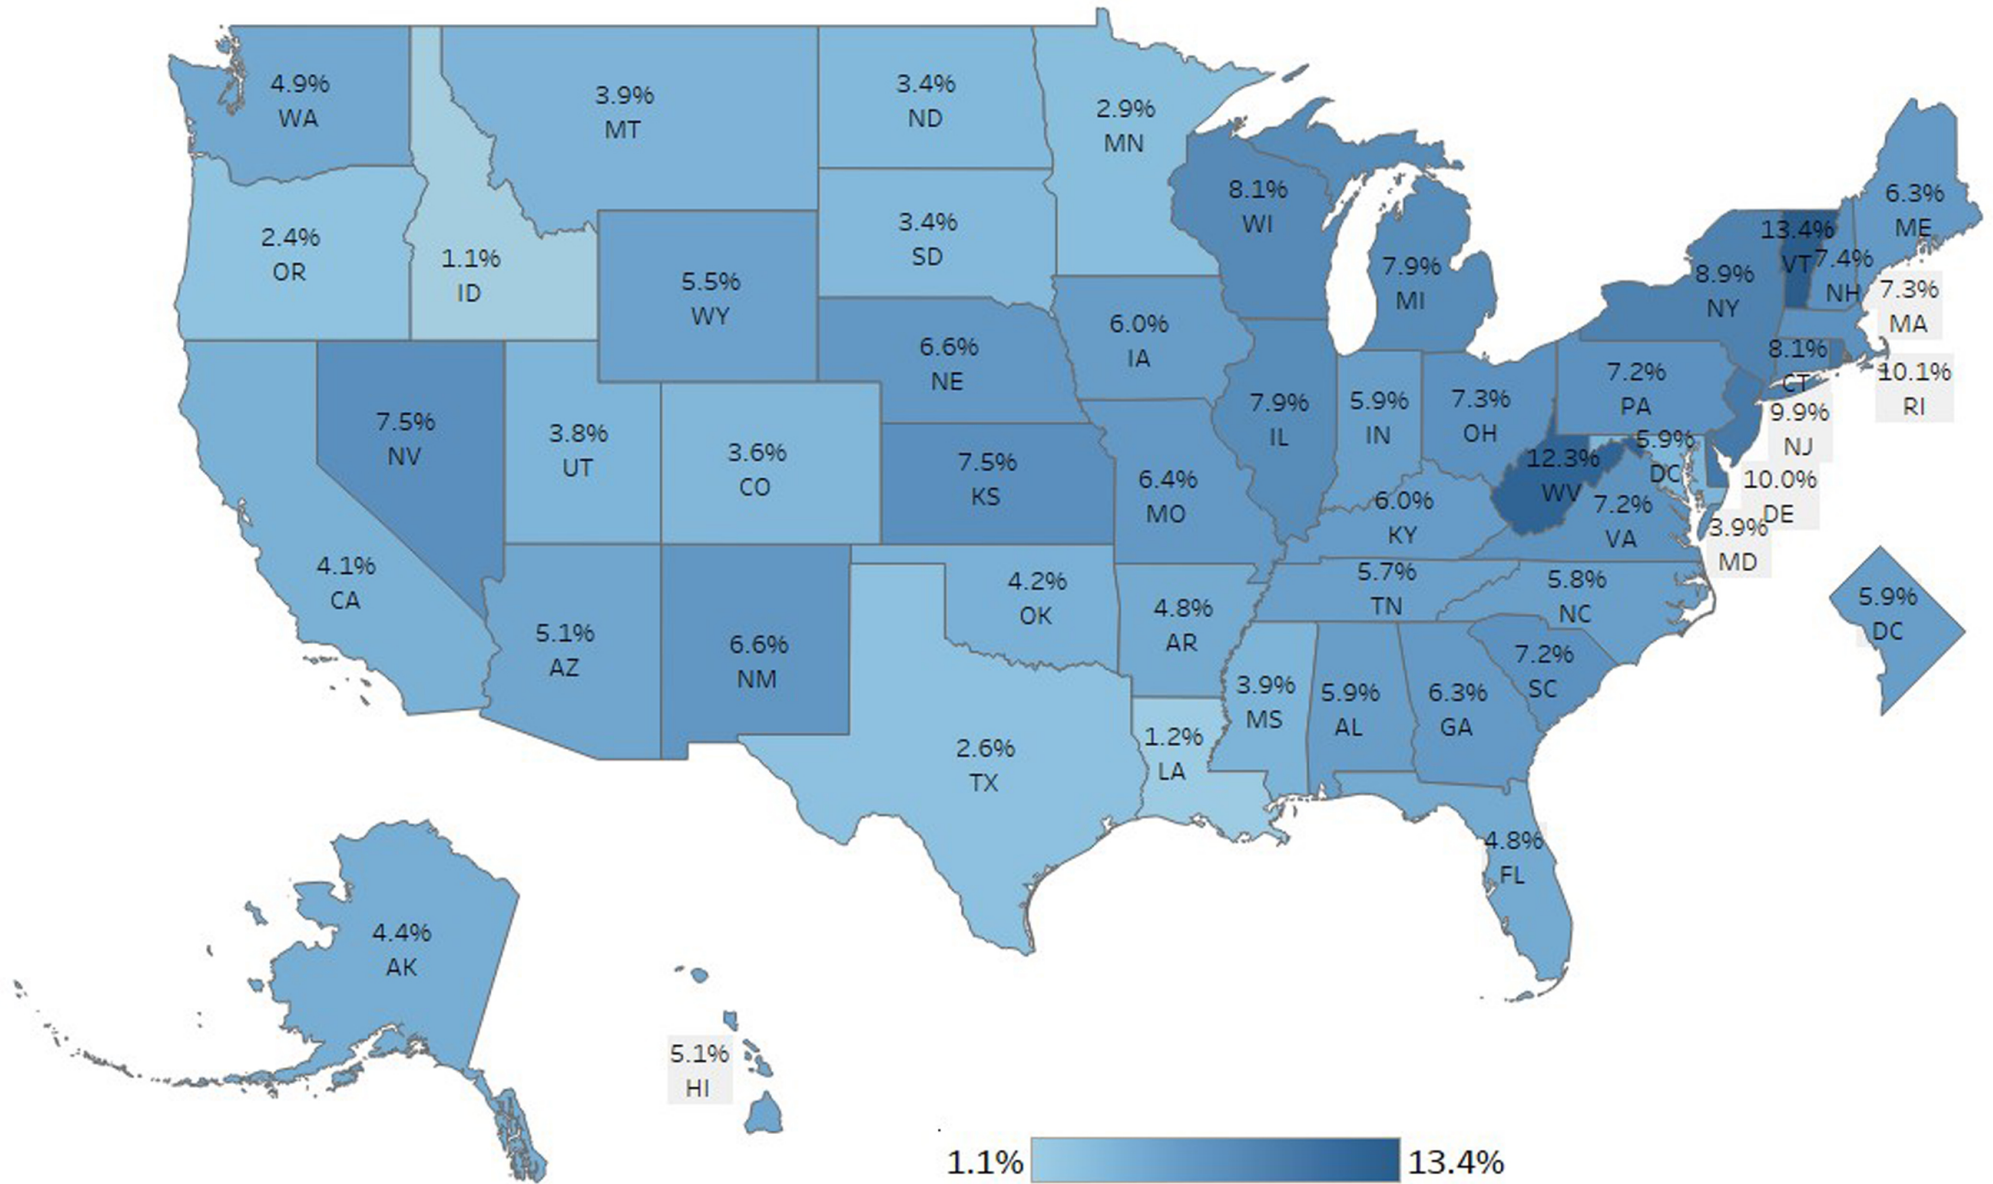 4.9%
WA
3.9%
MT
3.4%
ND
2.9%
MN
2.4%
OR
1.1%
ID
5.5%
WY
3.4%
SD
8.1%
WI
7.9%
MI
6.3%
ME
13.4%
VT
7.4%
NH
8.9%
NY
7.3%
MA
8.1%
CT
10.1%
RI
6.6%
NE
6.0%
IA
7.9%
IL
5.9%
IN
7.3%
OH
7.2%
PA
9.9%
NJ
7.5%
NV
3.8%
UT
3.6%
CO
7.5%
KS
6.4%
MO
6.0%
KY
12.3%
WV
5.9%
DC
7.2%
VA
10.0%
DE
3.9%
MD
4.1%
CA
5.1%
AZ
6.6%
NM
4.2%
OK
4.8%
AR
5.7%
TN
5.8%
NC
7.2%
SC
5.9%
DC
2.6%
TX
1.2%
LA
3.9%
MS
5.9%
AL
6.3%
GA
4.8%
FL
4.4%
AK
5.1%
HI
1.1% 13.4%